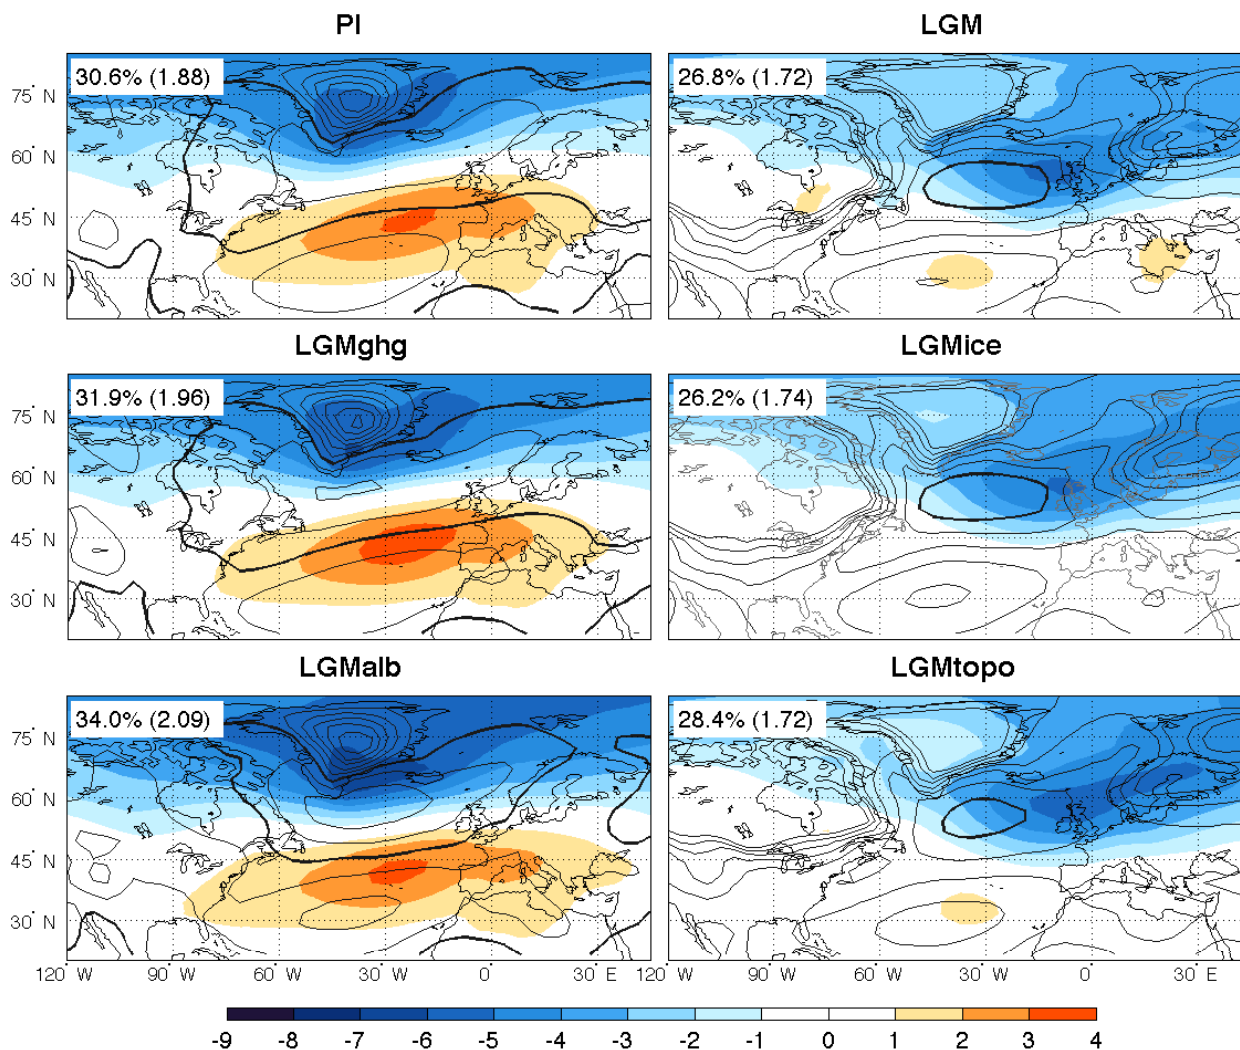 PI LGM
30.6% (1.88) 26.8% (1.72)
75° N
60° N
45° N
30° N
LGMghg LGMice
31.9% (1.96) 26.2% (1.74)
75° N
60° N
45° N
30° N
LGMalb LGMtopo
34.0% (2.09) 28.4% (1.72)
75° N
60° N
45° N
30° N
120° W 90° W 60° W 30° W 0° 30° E 120° W 90° W 60° W 30° W 0° 30° E
-9 -8 -7 -6 -5 -4 -3 -2 -1 0 1 2 3 4